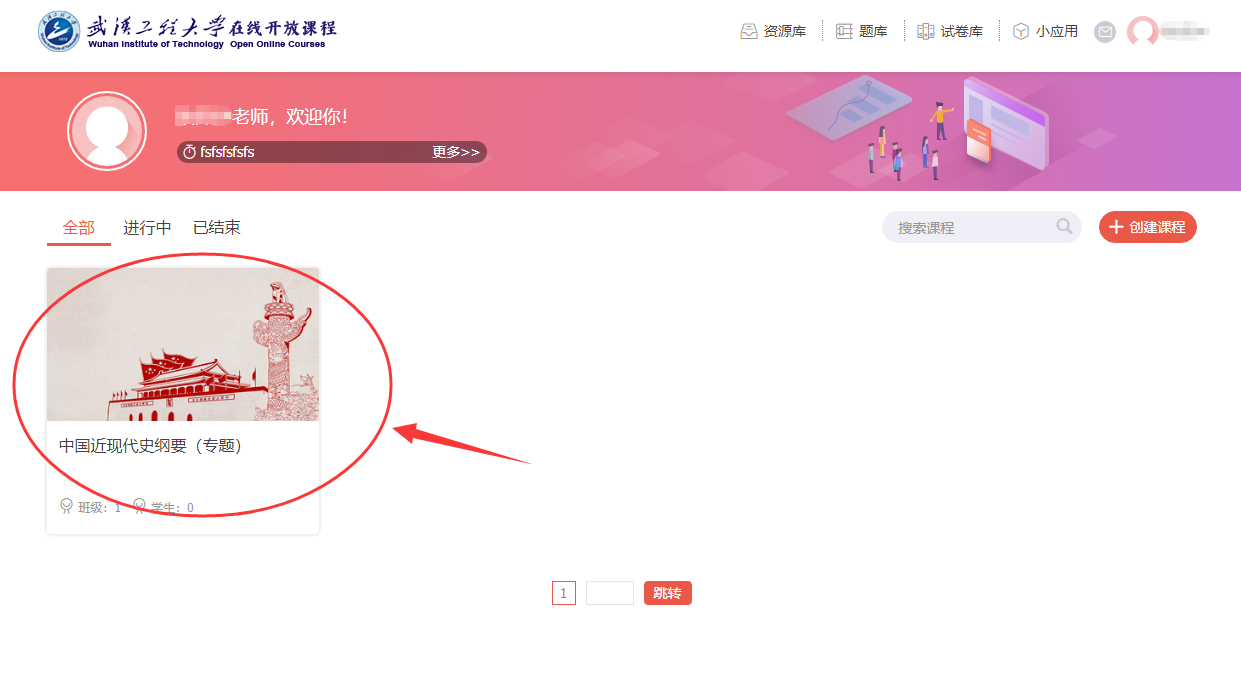 武汉工程大学在线开放课程
Wuhan Institute of Technology Open Online Courses
资源库 题库 试卷库 小应用
老师，欢迎你！
fsfsfsfsfs 更多>>
全部 进行中 已结束 搜索课程 创建课程
中国近现代史纲要（专题）
班级：1 学生：0
1 跳转